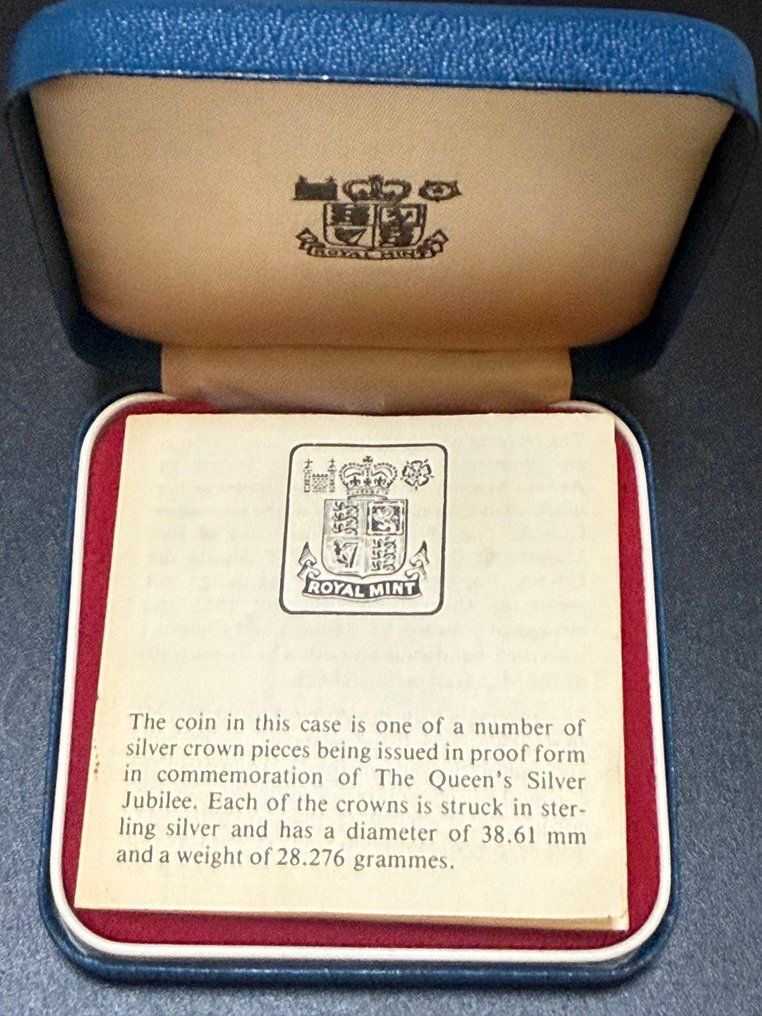 ROYAL MINT
ROYAL MINT
The coin in this case is one of a number of
silver crown pieces being issued in proof form
in commemoration of The Queen's Silver
Jubilee. Each of the crowns is struck in ster-
ling silver and has a diameter of 38.61 mm
and a weight of 28.276 grammes.